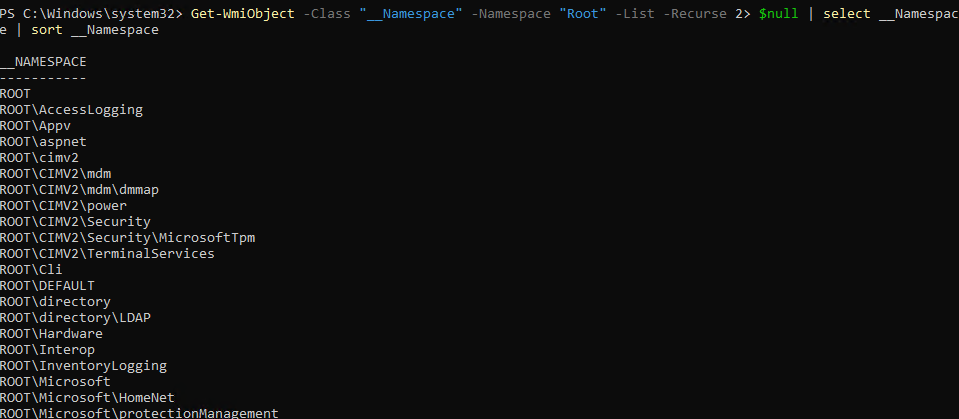 PS C:\Windows\system32> Get-WmiObject -Class "__Namespace" -Namespace "Root" -List -Recurse 2> $null | select __Namespac
e | sort __Namespace
__NAMESPACE
-----------
ROOT
ROOT\AccessLogging
ROOT\Appv
ROOT\aspnet
ROOT\cimv2
ROOT\CIMV2\mdm
ROOT\CIMV2\mdm\dmmap
ROOT\CIMV2\power
ROOT\CIMV2\Security
ROOT\CIMV2\Security\MicrosoftTpm
ROOT\CIMV2\TerminalServices
ROOT\Cli
ROOT\DEFAULT
ROOT\directory
ROOT\directory\LDAP
ROOT\Hardware
ROOT\Interop
ROOT\InventoryLogging
ROOT\Microsoft
ROOT\Microsoft\HomeNet
ROOT\Microsoft\protectionManagement